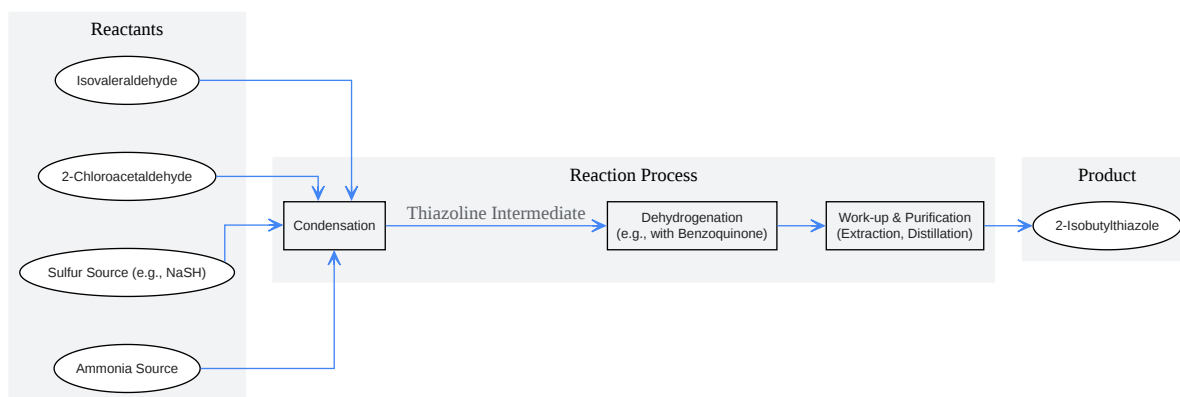 Reactants
Isovaleraldehyde
2-Chloroacetaldehyde
Sulfur Source (e.g., NaSH)
Ammonia Source
Reaction Process
Condensation
Thiazoline Intermediate
Dehydrogenation
(e.g., with Benzoquinone)
Work-up & Purification
(Extraction, Distillation)
Product
2-Isobutylthiazole